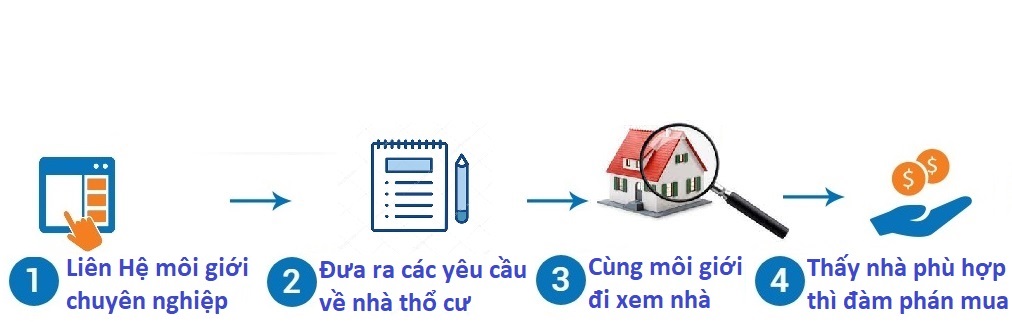 1 Liên Hệ môi giới
chuyên nghiệp
2 Đưa ra các yêu cầu
về nhà thổ cư
3 Cùng môi giới
đi xem nhà
4 Thấy nhà phù hợp
thì đàm phán mua
$ $